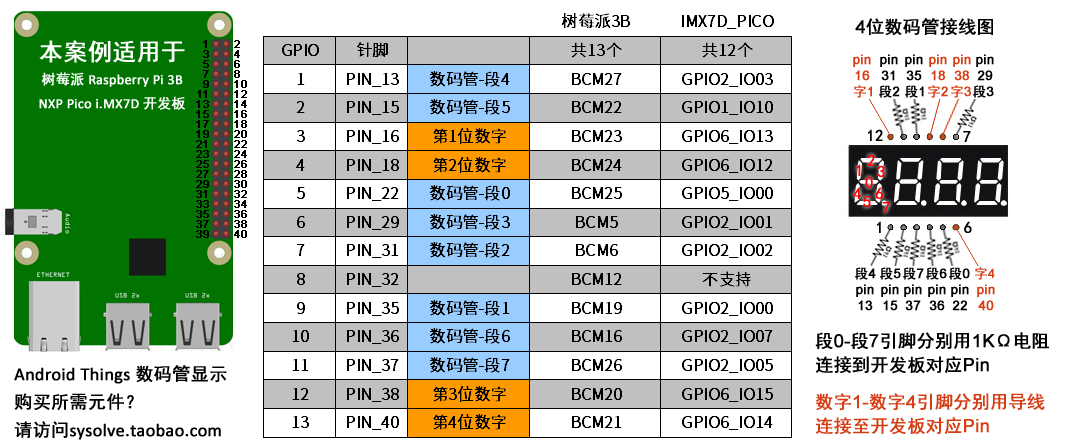 本案例适用于
树莓派 Raspberry Pi 3B
NXP Pico i.MX7D 开发板
1 2
3 4
5 6
7 8
9 10
11 12
13 14
15 16
17 18
19 20
21 22
23 24
25 26
27 28
29 30
31 32
33 34
35 36
37 38
39 40
Audio
ETHERNET
USB 2x
USB 2x
Android Things 数码管显示
购买所需元件?
请访问sysolve.taobao.com
树莓派3B IMX7D_PICO
GPIO 针脚 共13个 共12个
1 PIN_13 数码管-段4 BCM27 GPIO2_IO03
2 PIN_15 数码管-段5 BCM22 GPIO1_IO10
3 PIN_16 第1位数字 BCM23 GPIO6_IO13
4 PIN_18 第2位数字 BCM24 GPIO6_IO12
5 PIN_22 数码管-段0 BCM25 GPIO5_IO00
6 PIN_29 数码管-段3 BCM5 GPIO2_IO01
7 PIN_31 数码管-段2 BCM6 GPIO2_IO02
8 PIN_32 BCM12 不支持
9 PIN_35 数码管-段1 BCM19 GPIO2_IO00
10 PIN_36 数码管-段6 BCM16 GPIO2_IO07
11 PIN_37 数码管-段7 BCM26 GPIO2_IO05
12 PIN_38 第3位数字 BCM20 GPIO6_IO15
13 PIN_40 第4位数字 BCM21 GPIO6_IO14
4位数码管接线图
pin pin pin pin pin pin
16 31 35 18 38 29
字1 段2 段1 字2 字3 段3
1KΩ
12 7
2
1 3
0
4 6
5 7
1 6
段4 段5 段7 段6 段0 字4
pin pin pin pin pin pin
13 15 37 36 22 40
段0-段7引脚分别用1KΩ电阻
连接到开发板对应Pin
数字1-数字4引脚分别用导线
连接至开发板对应Pin